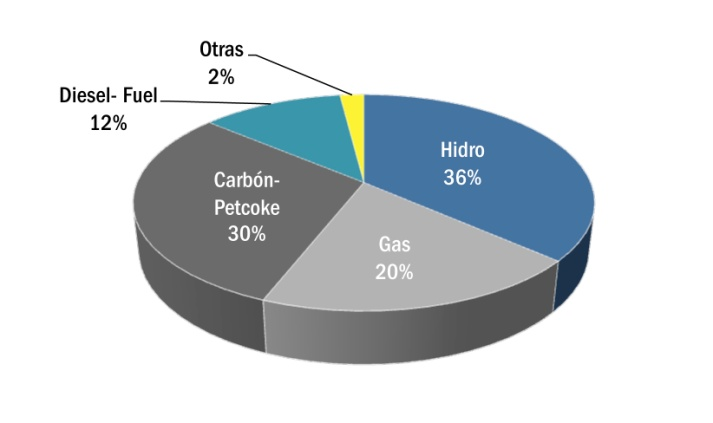 Otras
2%
Diesel- Fuel
12%
Hidro
36%
Carbón-
Petcoke
30%
Gas
20%